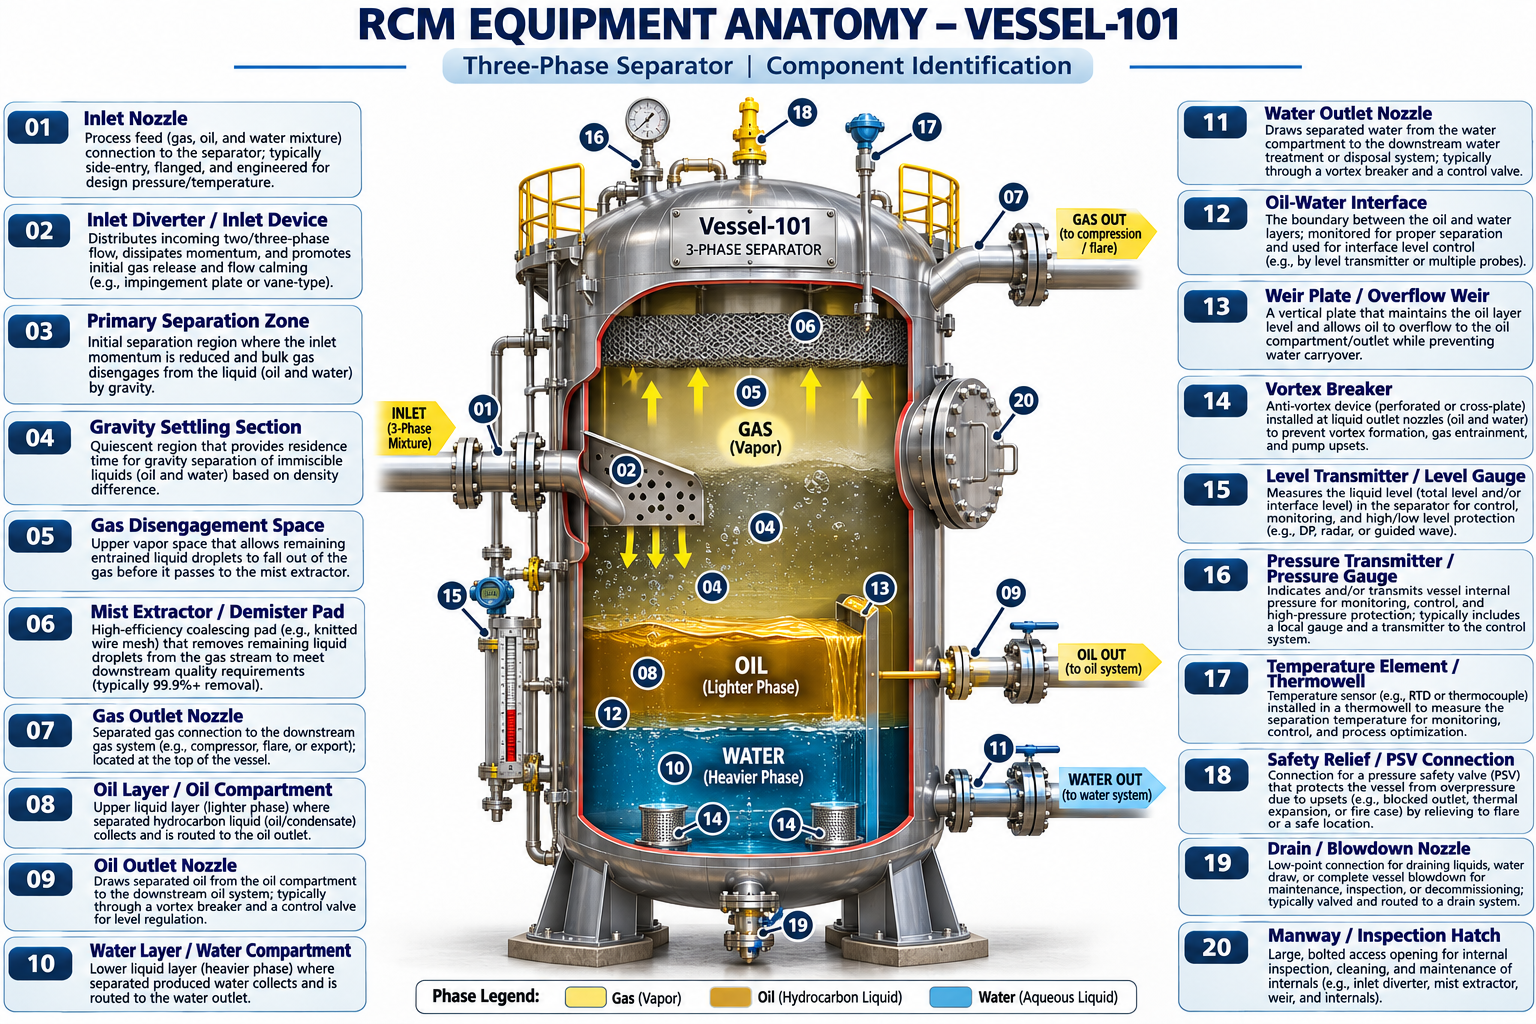 RCM EQUIPMENT ANATOMY – VESSEL-101
Three-Phase Separator | Component Identification
01
Inlet Nozzle
Process feed (gas, oil, and water mixture)
connection to the separator; typically
side-entry, flanged, and engineered for
design pressure/temperature.
02
Inlet Diverter / Inlet Device
Distributes incoming two/three-phase
flow, dissipates momentum, and promotes
initial gas release and flow calming
(e.g., impingement plate or vane-type).
03
Primary Separation Zone
Initial separation region where the inlet
momentum is reduced and bulk gas
disengages from the liquid (oil and water)
by gravity.
04
Gravity Settling Section
Quiescent region that provides residence
time for gravity separation of immiscible
liquids (oil and water) based on density
difference.
05
Gas Disengagement Space
Upper vapor space that allows remaining
entrained liquid droplets to fall out of the
gas before it passes to the mist extractor.
06
Mist Extractor / Demister Pad
High-efficiency coalescing pad (e.g., knitted
wire mesh) that removes remaining liquid
droplets from the gas stream to meet
downstream quality requirements
(typically 99.9%+ removal).
07
Gas Outlet Nozzle
Separated gas connection to the downstream
gas system (e.g., compressor, flare, or export);
located at the top of the vessel.
08
Oil Layer / Oil Compartment
Upper liquid layer (lighter phase) where
separated hydrocarbon liquid (oil/condensate)
collects and is routed to the oil outlet.
09
Oil Outlet Nozzle
Draws separated oil from the oil compartment
to the downstream oil system; typically
through a vortex breaker and a control valve
for level regulation.
10
Water Layer / Water Compartment
Lower liquid layer (heavier phase) where
separated produced water collects and is
routed to the water outlet.
16
18
17
07
Vessel-101
3-PHASE SEPARATOR
GAS OUT
(to compression
/ flare)
06
05
GAS
(Vapor)
INLET
(3-Phase
Mixture)
01
20
02
04
04
15
13
09
OIL
(Lighter Phase)
08
OIL OUT
(to oil system)
12
WATER
(Heavier Phase)
10
11
WATER OUT
(to water system)
14
14
19
Phase Legend:
Gas (Vapor)
Oil (Hydrocarbon Liquid)
Water (Aqueous Liquid)
11
Water Outlet Nozzle
Draws separated water from the water
compartment to the downstream water
treatment or disposal system; typically
through a vortex breaker and a control valve.
12
Oil-Water Interface
The boundary between the oil and water
layers; monitored for proper separation
and used for interface level control
(e.g., by level transmitter or multiple probes).
13
Weir Plate / Overflow Weir
A vertical plate that maintains the oil layer
level and allows oil to overflow to the oil
compartment/outlet while preventing
water carryover.
14
Vortex Breaker
Anti-vortex device (perforated or cross-plate)
installed at liquid outlet nozzles (oil and water)
to prevent vortex formation, gas entrainment,
and pump upsets.
15
Level Transmitter / Level Gauge
Measures the liquid level (total level and/or
interface level) in the separator for control,
monitoring, and high/low level protection
(e.g., DP, radar, or guided wave).
16
Pressure Transmitter /
Pressure Gauge
Indicates and/or transmits vessel internal
pressure for monitoring, control, and
high-pressure protection; typically includes
a local gauge and a transmitter to the control
system.
17
Temperature Element /
Thermowell
Temperature sensor (e.g., RTD or thermocouple)
installed in a thermowell to measure the
separation temperature for monitoring,
control, and process optimization.
18
Safety Relief / PSV Connection
Connection for a pressure safety valve (PSV)
that protects the vessel from overpressure
due to upsets (e.g., blocked outlet, thermal
expansion, or fire case) by relieving to flare
or a safe location.
19
Drain / Blowdown Nozzle
Low-point connection for draining liquids, water
draw, or complete vessel blowdown for
maintenance, inspection, or decommissioning;
typically valved and routed to a drain system.
20
Manway / Inspection Hatch
Large, bolted access opening for internal
inspection, cleaning, and maintenance of
internals (e.g., inlet diverter, mist extractor,
weir, and internals).